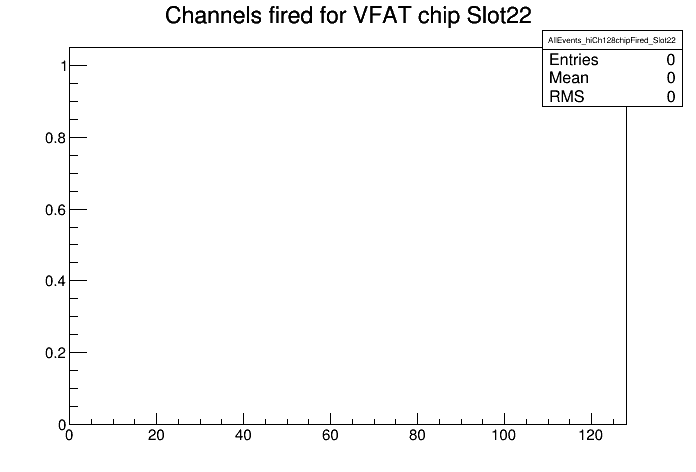 Channels fired for VFAT chip Slot22
AllEvents_hiCh128chipFired_Slot22
Entries 0
Mean 0
RMS 0
1
0.8
0.6
0.4
0.2
0
0 20 40 60 80 100 120